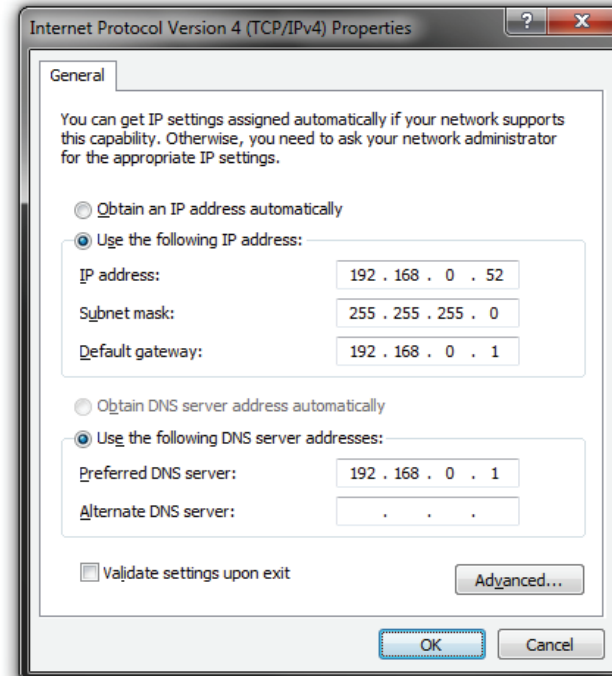 Internet Protocol Version 4 (TCP/IPv4) Properties
?
X
General
You can get IP settings assigned automatically if your network supports
this capability. Otherwise, you need to ask your network administrator
for the appropriate IP settings.
Obtain an IP address automatically
Use the following IP address:
IP address: 192 . 168 . 0 . 52
Subnet mask: 255 . 255 . 255 . 0
Default gateway: 192 . 168 . 0 . 1
Obtain DNS server address automatically
Use the following DNS server addresses:
Preferred DNS server: 192 . 168 . 0 . 1
Alternate DNS server: . . .
Validate settings upon exit
Advanced...
OK Cancel